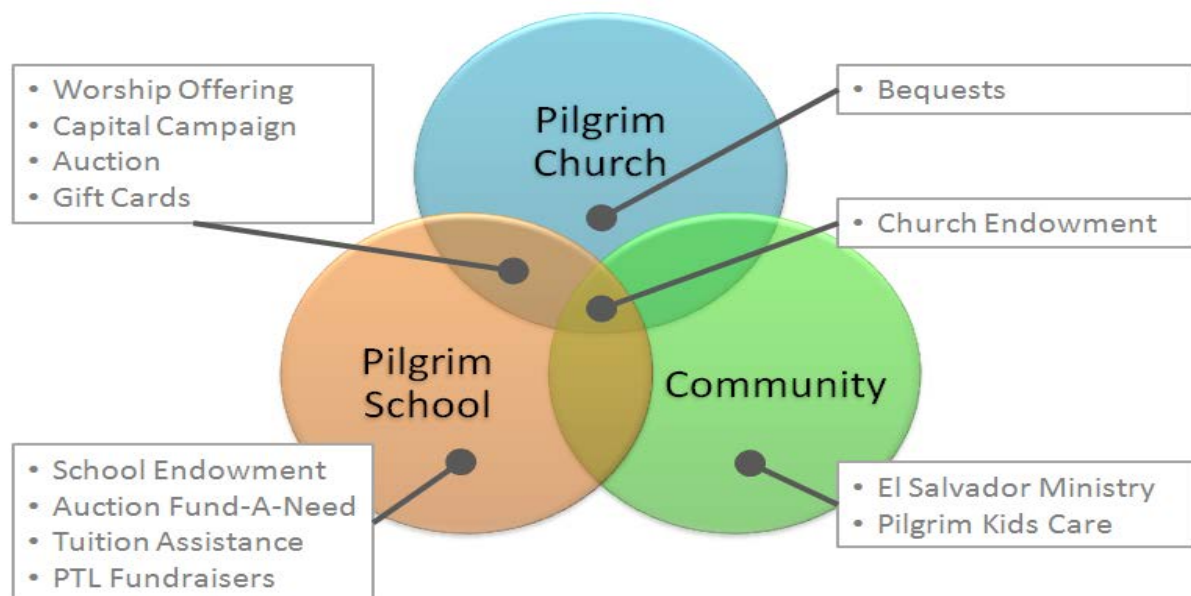 • Worship Offering
• Capital Campaign
• Auction
• Gift Cards
Pilgrim
Church
• Bequests
• Church Endowment
Pilgrim
School
Community
• School Endowment
• Auction Fund-A-Need
• Tuition Assistance
• PTL Fundraisers
• El Salvador Ministry
• Pilgrim Kids Care